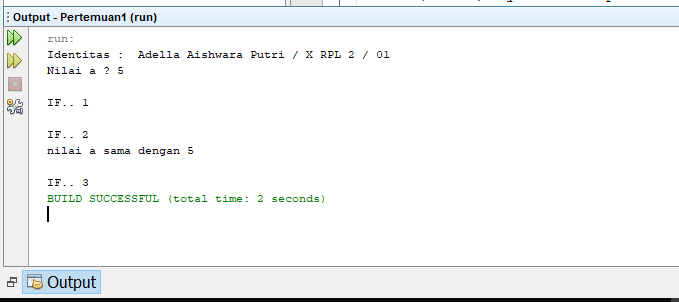 Output - Pertemuan1 (run)
run:
Identitas :  Adella Aishwara Putri / X RPL 2 / 01
Nilai a ? 5
IF.. 1
IF.. 2
nilai a sama dengan 5
IF.. 3
BUILD SUCCESSFUL (total time: 2 seconds)
Output